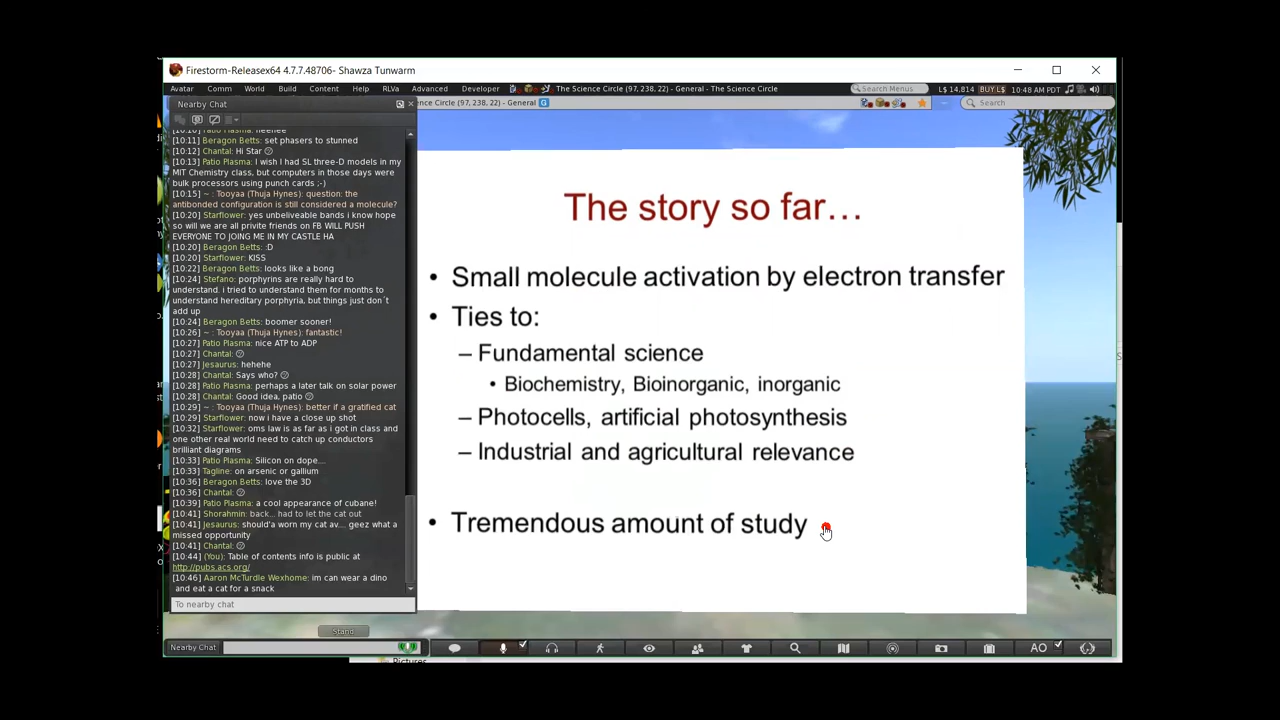 Firestorm-Releasex64 4.7.7.48706- Shawza Tunwarm
Avatar Comm World Build Content Help RLVa Advanced Developer
The Science Circle (97, 238, 22) - General - The Science Circle
Search Menus
L$ 14,814 BUY L$ 10:48 AM PDT
Nearby Chat
ence Circle (97, 238, 22) - General
Search
[10:11] Beragon Betts: set phasers to stunned
[10:12] Chantal: Hi Star
[10:13] Patio Plasma: I wish I had SL three-D models in my
MIT Chemistry class, but computers in those days were
bulk processors using punch cards ;-)
[10:15] ~ : Tooyaa (Thuja Hynes): question: the
antibonded configuration is still considered a molecule?
[10:20] Starflower: yes unbeliveable bands i know hope
so will we are all privite friends on FB WILL PUSH
EVERYONE TO JOING ME IN MY CASTLE HA
[10:20] Beragon Betts: :D
[10:20] Starflower: KISS
[10:22] Beragon Betts: looks like a bong
[10:24] Stefano: porphyrins are really hard to
understand. i tried to understand them for months to
understand hereditary porphyria, but things just don´t
add up
[10:24] Beragon Betts: boomer sooner!
[10:26] ~ : Tooyaa (Thuja Hynes): fantastic!
[10:27] Patio Plasma: nice ATP to ADP
[10:27] Chantal:
[10:27] Jesaurus: hehehe
[10:28] Chantal: Says who?
[10:28] Patio Plasma: perhaps a later talk on solar power
[10:28] Chantal: Good idea, patio
[10:29] ~ : Tooyaa (Thuja Hynes): better if a gratified cat
[10:29] Starflower: now i have a close up shot
[10:32] Starflower: oms law is as far as i got in class and
one other real world need to catch up conductors
brilliant diagrams
[10:33] Patio Plasma: Silicon on dope...
[10:33] Tagline: on arsenic or gallium
[10:36] Beragon Betts: love the 3D
[10:36] Chantal:
[10:39] Patio Plasma: a cool appearance of cubane!
[10:41] Shorahmin: back... had to let the cat out
[10:41] Jesaurus: should'a worn my cat av.... geez what a
missed opportunity
[10:41] Chantal:
[10:44] (You): Table of contents info is public at
http://pubs.acs.org/
[10:46] Aaron McTurdle Wexhome: im can wear a dino
and eat a cat for a snack
To nearby chat
The story so far…
• Small molecule activation by electron transfer
• Ties to:
– Fundamental science
• Biochemistry, Bioinorganic, inorganic
– Photocells, artificial photosynthesis
– Industrial and agricultural relevance
• Tremendous amount of study
Stand
Nearby Chat
AO
Pictures